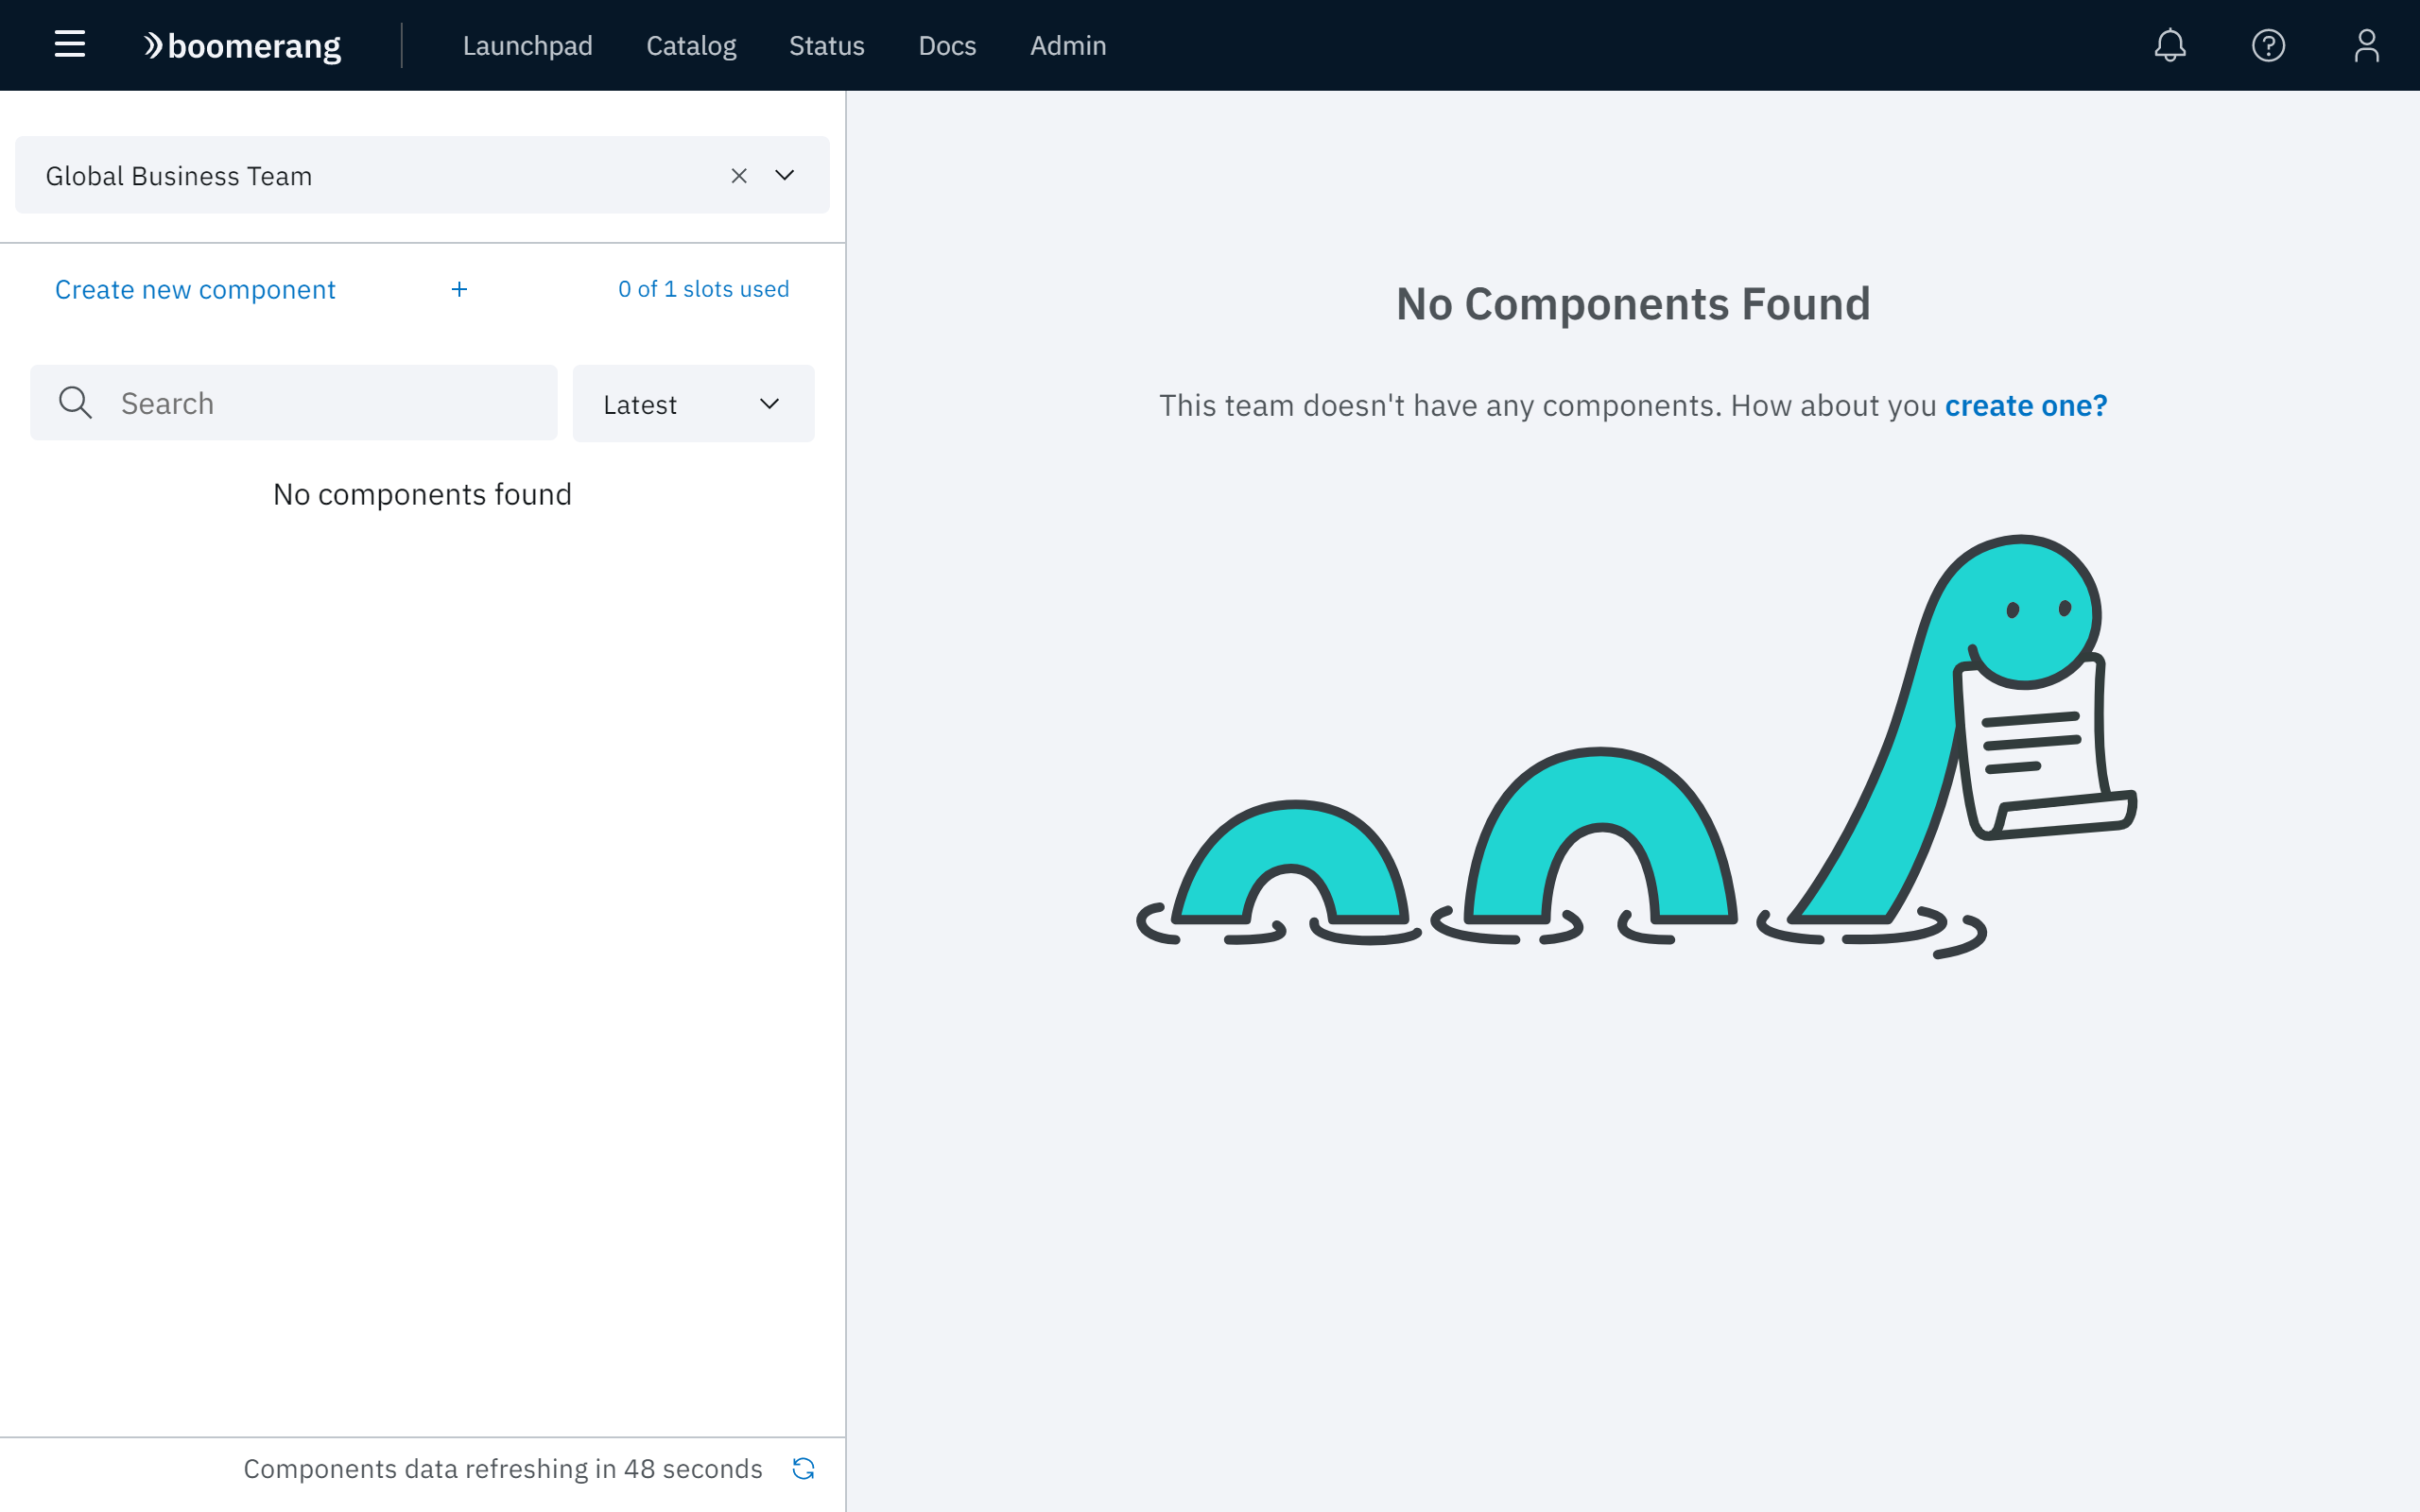 boomerang
Launchpad
Catalog
Status
Docs
Admin
Global Business Team
Create new component +
0 of 1 slots used
Search
Latest
No components found
Components data refreshing in 48 seconds
No Components Found
This team doesn't have any components. How about you create one?